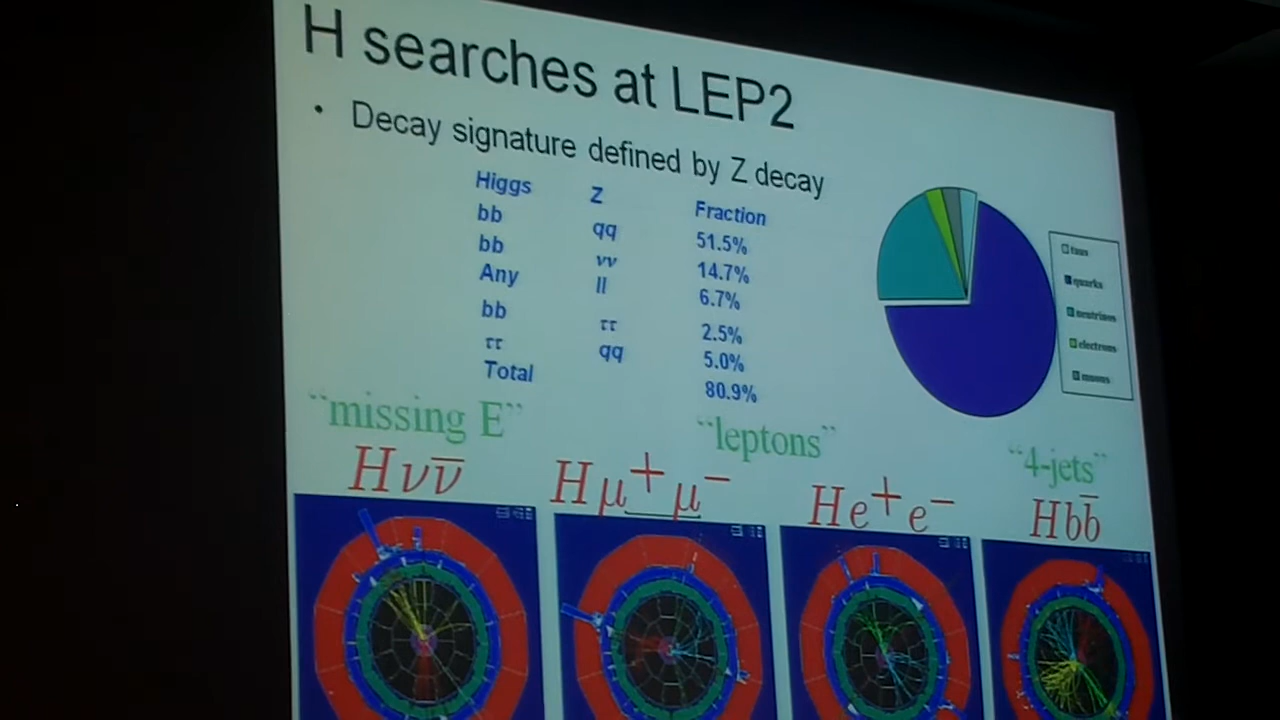 H searches at LEP2
• Decay signature defined by Z decay
Higgs Z Fraction
bb qq 51.5%
bb νν 14.7%
Any ll 6.7%
bb ττ 2.5%
ττ qq 5.0%
Total 80.9%
taus
quarks
neutrinos
electrons
muons
``missing E'' ``leptons'' ``4-jets''
Hνν̅ Hμ⁺μ⁻ He⁺e⁻ Hbb̅